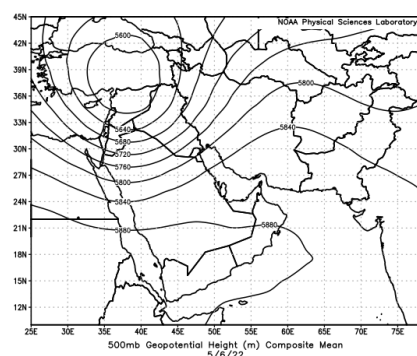 NOAA Physical Sciences Laboratory
45N
42N
39N
36N
33N
30N
27N
24N
21N
18N
15N
12N
5600
5800
5840
5640
5680
5720
5760
5800
5840
5880
5880
25E 30E 35E 40E 45E 50E 55E 60E 65E 70E 75E
500mb Geopotential Height (m) Composite Mean
5/6/22